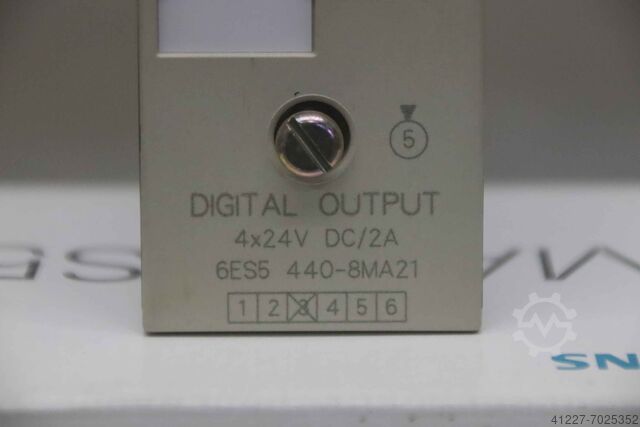 5
DIGITAL OUTPUT
4x24V DC/2A
6ES5 440-8MA21
1 2 3 4 5 6
41227-7025352